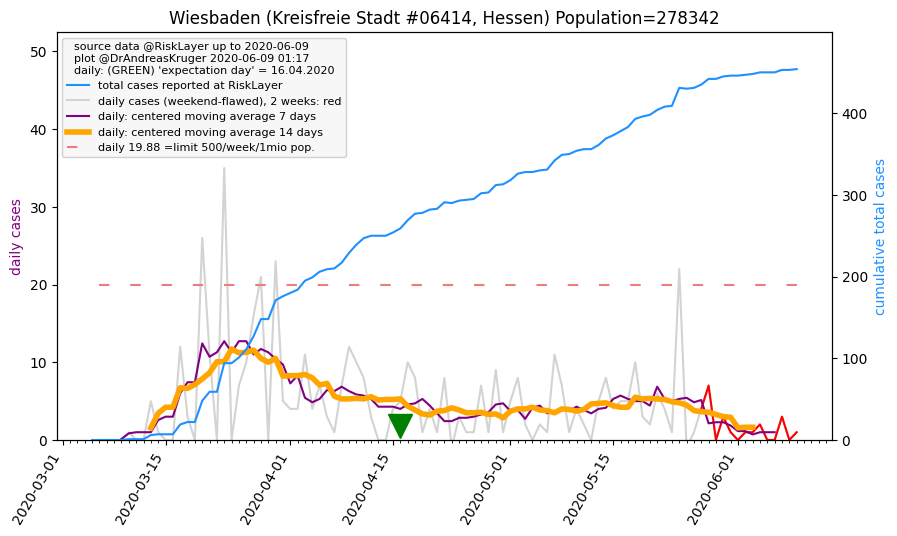 Wiesbaden (Kreisfreie Stadt #06414, Hessen) Population=278342
source data @RiskLayer up to 2020-06-09
plot @DrAndreasKruger 2020-06-09 01:17
daily: (GREEN) 'expectation day' = 16.04.2020
total cases reported at RiskLayer
daily cases (weekend-flawed), 2 weeks: red
daily: centered moving average 7 days
daily: centered moving average 14 days
daily 19.88 =limit 500/week/1mio pop.
daily cases
50
40
30
20
10
0
cumulative total cases
400
300
200
100
0
2020-03-01
2020-03-15
2020-04-01
2020-04-15
2020-05-01
2020-05-15
2020-06-01